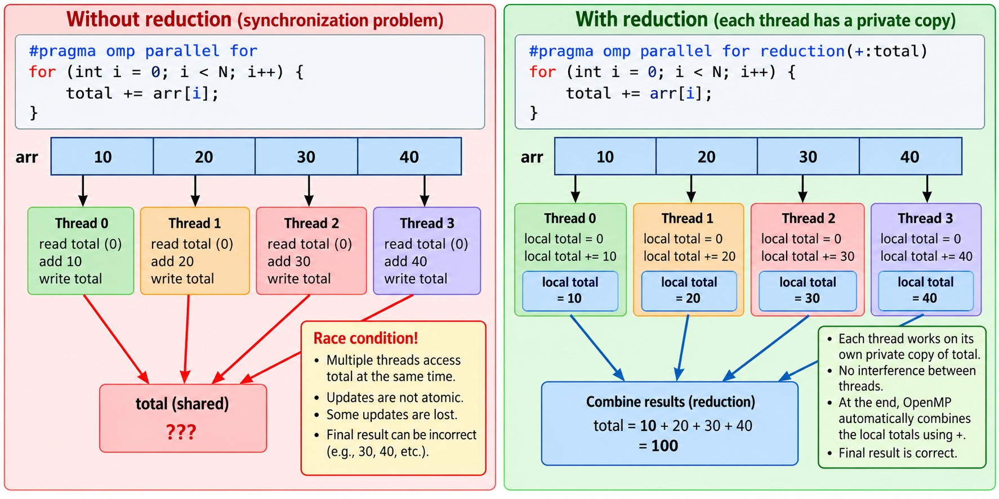 Without reduction (synchronization problem)
#pragma omp parallel for
for (int i = 0; i < N; i++) {
    total += arr[i];
}
arr
10
20
30
40
Thread 0
read total (0)
add 10
write total
Thread 1
read total (0)
add 20
write total
Thread 2
read total (0)
add 30
write total
Thread 3
read total (0)
add 40
write total
total (shared)
???
Race condition!
• Multiple threads access
total at the same time.
• Updates are not atomic.
• Some updates are lost.
• Final result can be incorrect
(e.g., 30, 40, etc.).
With reduction (each thread has a private copy)
#pragma omp parallel for reduction(+:total)
for (int i = 0; i < N; i++) {
    total += arr[i];
}
arr
10
20
30
40
Thread 0
local total = 0
local total += 10
local total
= 10
Thread 1
local total = 0
local total += 20
local total
= 20
Thread 2
local total = 0
local total += 30
local total
= 30
Thread 3
local total = 0
local total += 40
local total
= 40
Combine results (reduction)
total = 10 + 20 + 30 + 40
= 100
• Each thread works on its
own private copy of total.
• No interference between
threads.
• At the end, OpenMP
automatically combines
the local totals using +.
• Final result is correct.